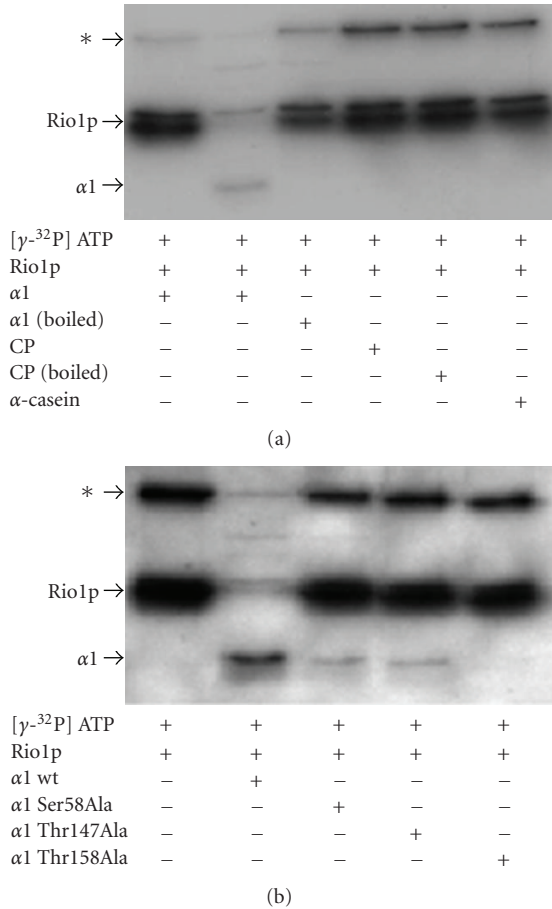 *
Rio1p
α1
[γ-³²P] ATP + + + + + +
Rio1p + + + + + +
α1 + + − − − −
α1 (boiled) − − + − − −
CP − − − + − −
CP (boiled) − − − − + −
α-casein − − − − − +
(a)
*
Rio1p
α1
[γ-³²P] ATP + + + + +
Rio1p + + + + +
α1 wt − + − − −
α1 Ser58Ala − − + − −
α1 Thr147Ala − − − + −
α1 Thr158Ala − − − − +
(b)